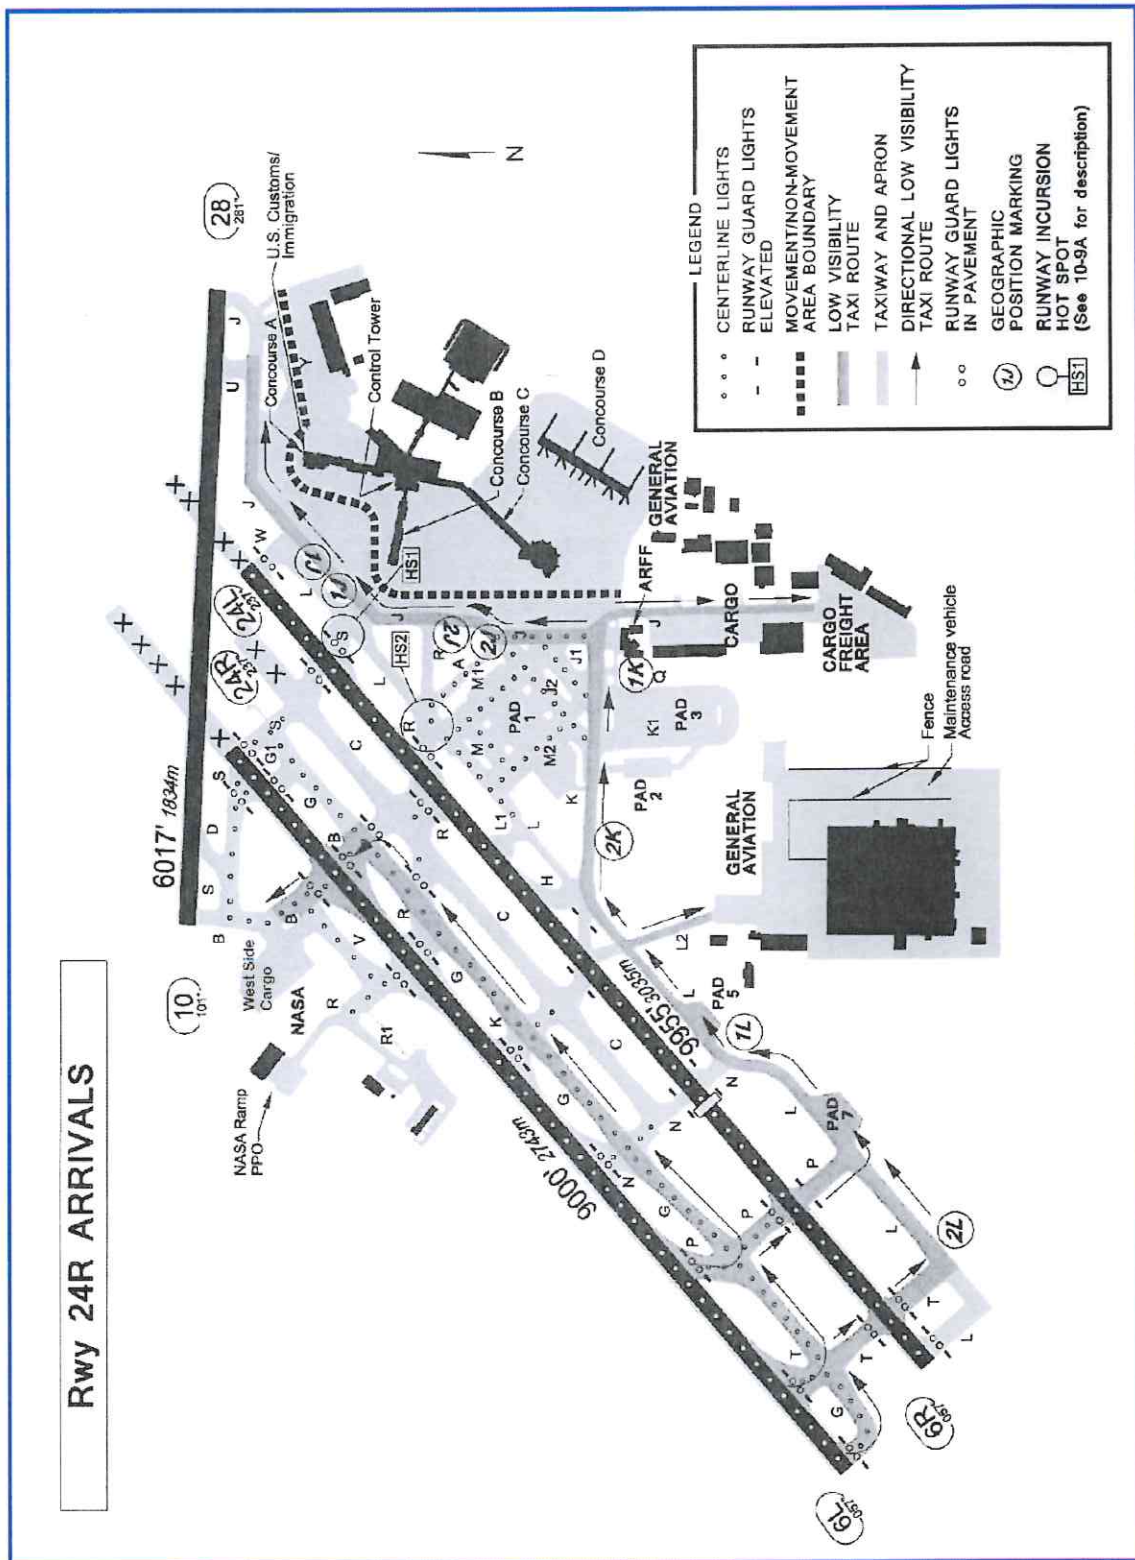 Rwy 24R ARRIVALS
10
101°
6017' 1834m
28
281°
24R
24L
237°
9000' 2743m
9955' 3035m
6L
057°
6R
057°
NASA Ramp
PPO
NASA
West Side
Cargo
Concourse A
U.S. Customs/
Immigration
Control Tower
Concourse B
Concourse C
Concourse D
HS1
HS2
GENERAL
AVIATION
ARFF
CARGO
CARGO
FREIGHT
AREA
GENERAL
AVIATION
Fence
Maintenance vehicle
Access road
PAD
1
PAD
2
PAD
3
PAD
5
PAD
7
B
S
D
S
B
V
R
R1
G1
S
G
B
R
G
K
G
N
G
P
T
G
C
R
C
H
C
N
N
P
P
T
T
L
L
L
L
L2
1L
2L
2K
1K
K
K1
Q
L
L1
M
M1
M2
J1
J2
A
R
R
L
S
L
W
J
U
J
Y
J
J
J
1J
1J
2J
N
LEGEND
CENTERLINE LIGHTS
RUNWAY GUARD LIGHTS
ELEVATED
MOVEMENT/NON-MOVEMENT
AREA BOUNDARY
LOW VISIBILITY
TAXI ROUTE
TAXIWAY AND APRON
DIRECTIONAL LOW VISIBILITY
TAXI ROUTE
RUNWAY GUARD LIGHTS
IN PAVEMENT
1J
GEOGRAPHIC
POSITION MARKING
HS1
RUNWAY INCURSION
HOT SPOT
(See 10-9A for description)